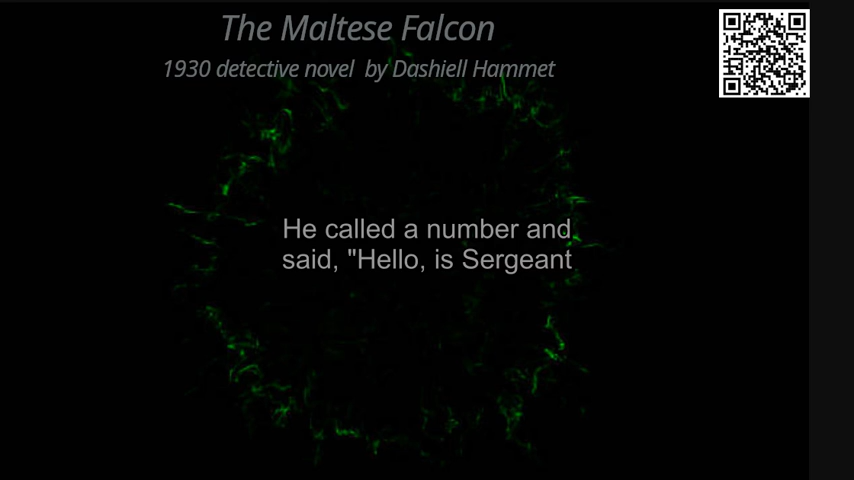 The Maltese Falcon
1930 detective novel by Dashiell Hammet
He called a number and
said, "Hello, is Sergeant